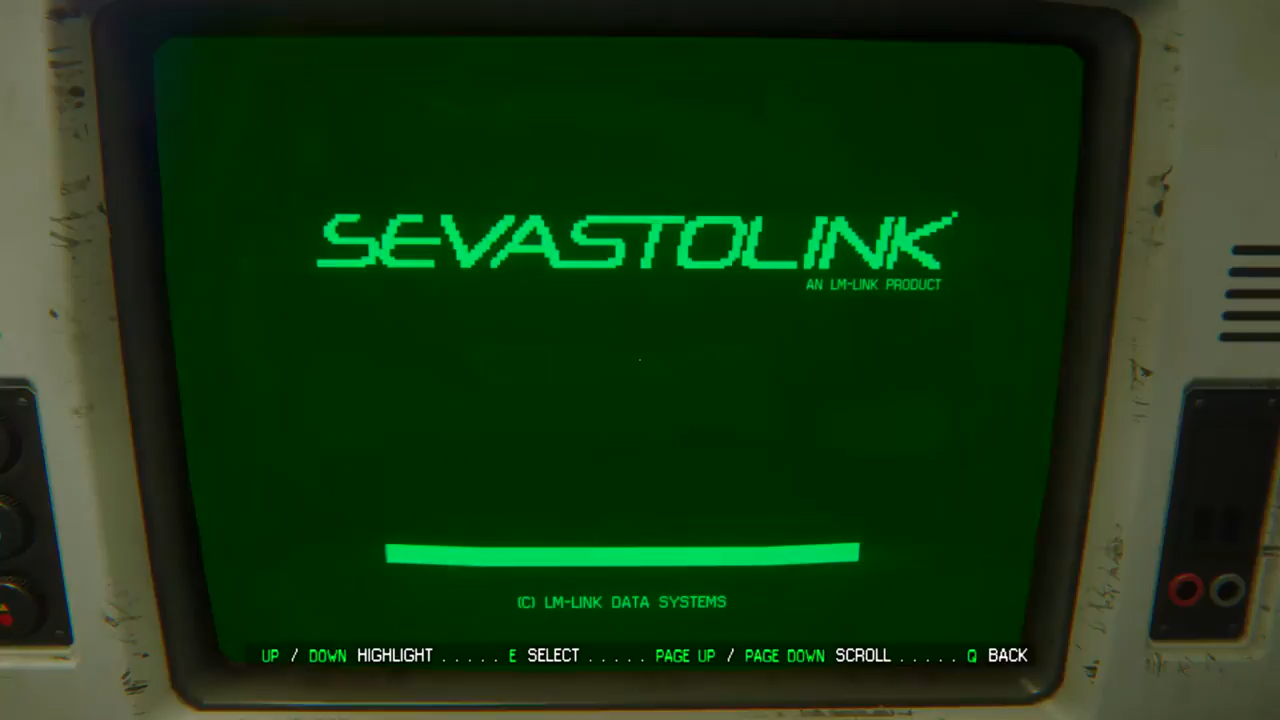 SEVASTOLINK
AN LM-LINK PRODUCT
(C) LM-LINK DATA SYSTEMS
UP / DOWN HIGHLIGHT ..... E SELECT ..... PAGE UP / PAGE DOWN SCROLL ..... Q BACK